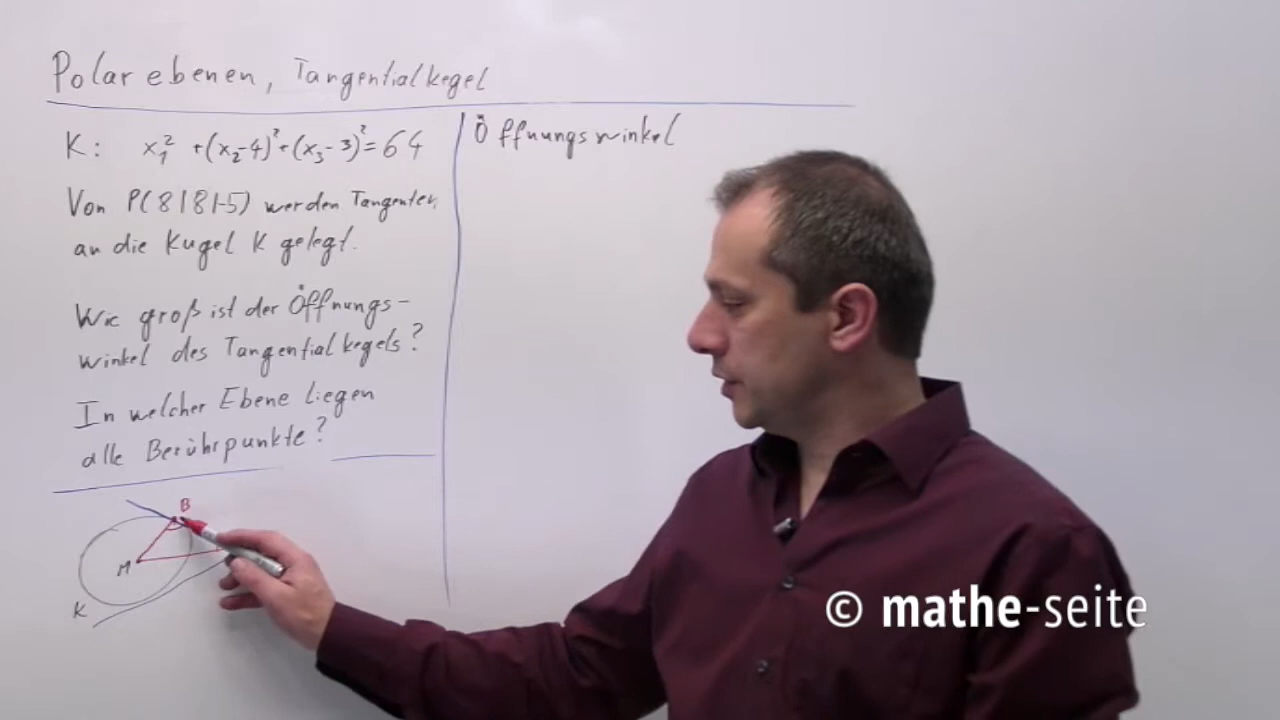 Polarebenen, Tangentialkegel
K: x₁² + (x₂-4)² + (x₃-3)² = 64
Von P(8|8|-5) werden Tangenten
an die Kugel K gelegt.
Wie groß ist der Öffnungs-
winkel des Tangentialkegels?
In welcher Ebene liegen
alle Berührpunkte?
B
M
K
Öffnungswinkel
© mathe-seite